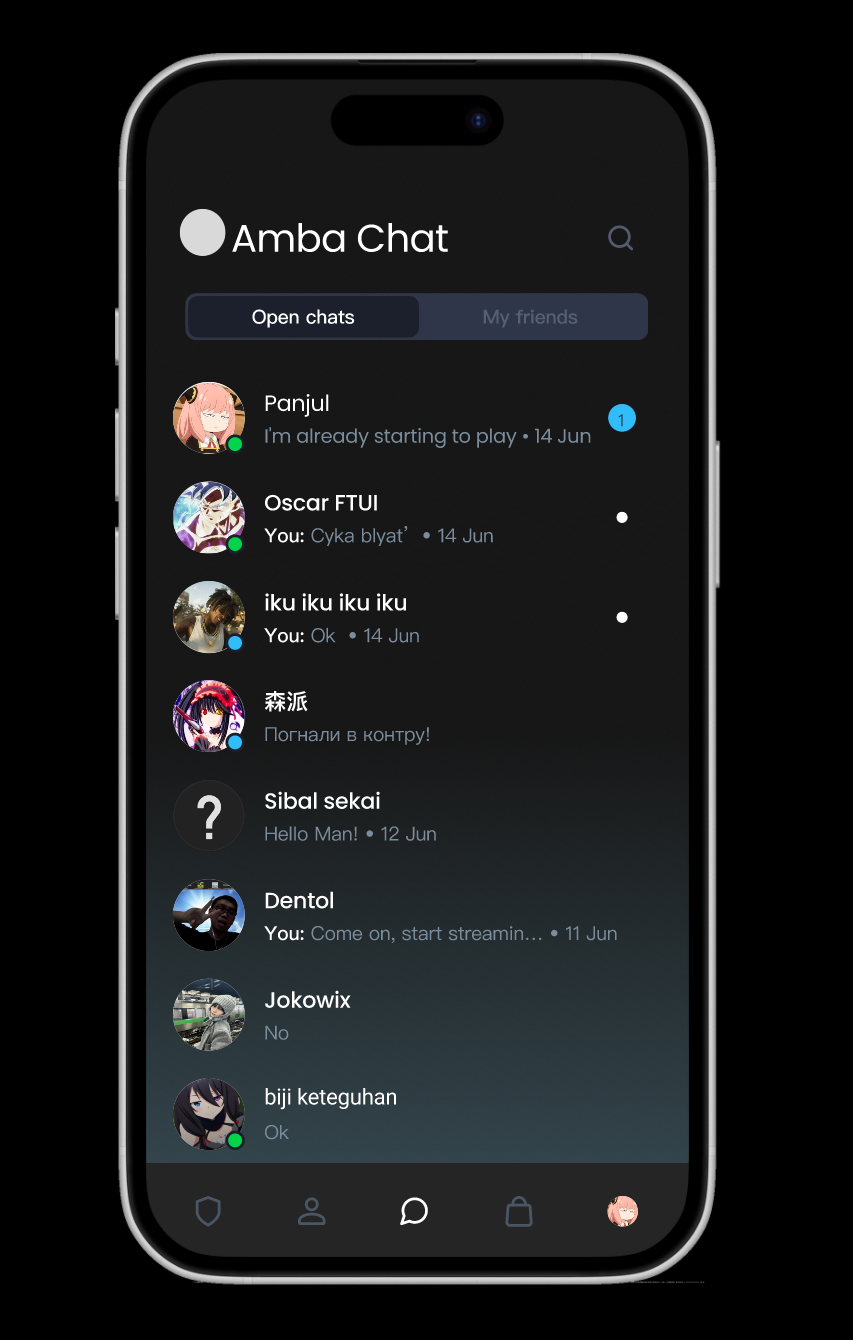 Amba Chat
Open chats
My friends
Panjul
I'm already starting to play • 14 Jun
1
Oscar FTUI
You: Cyka blyat’ • 14 Jun
iku iku iku iku
You: Ok • 14 Jun
森派
Погнали в контру!
?
Sibal sekai
Hello Man! • 12 Jun
Dentol
You: Come on, start streamin... • 11 Jun
Jokowix
No
biji keteguhan
Ok